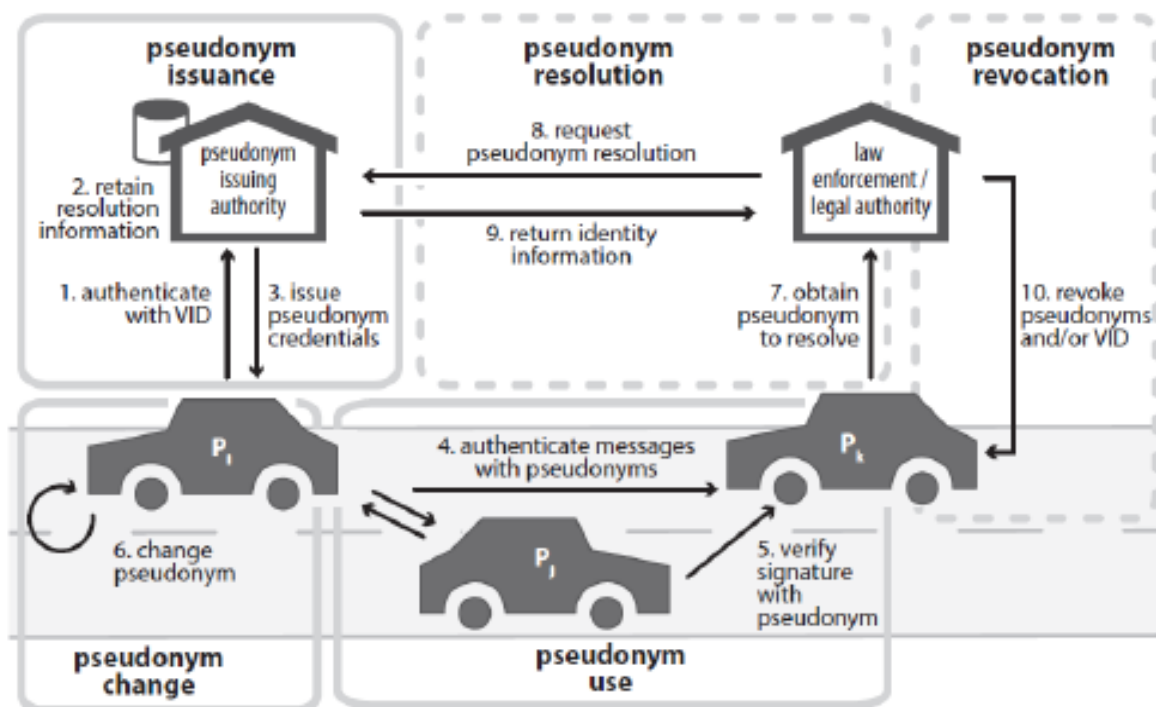 pseudonym
issuance
pseudonym
resolution
pseudonym
revocation
pseudonym
issuing
authority
8. request
pseudonym resolution
law
enforcement /
legal authority
2. retain
resolution
information
9. return identity
information
1. authenticate
with VID
3. issue
pseudonym
credentials
7. obtain
pseudonym
to resolve
10. revoke
pseudonyms
and/or VID
Pi
4. authenticate messages
with pseudonyms
Pk
6. change
pseudonym
Pj
5. verify
signature
with
pseudonym
pseudonym
change
pseudonym
use